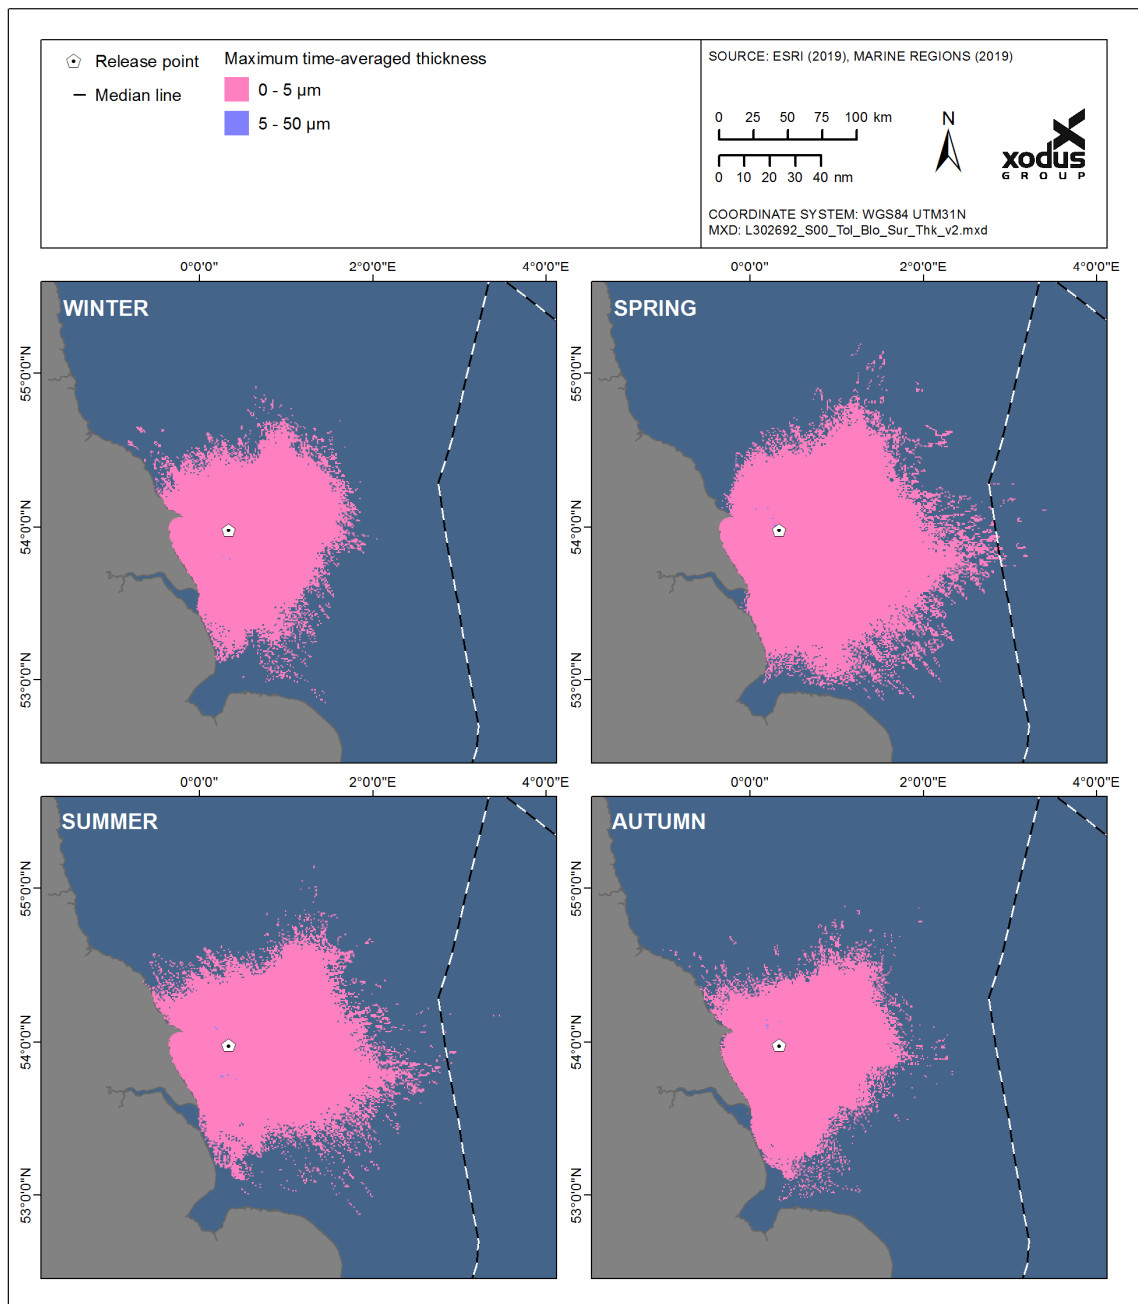 Release point
Median line
Maximum time-averaged thickness
0 - 5 µm
5 - 50 µm
SOURCE: ESRI (2019), MARINE REGIONS (2019)
0 25 50 75 100 km
0 10 20 30 40 nm
N
xodus
GROUP
COORDINATE SYSTEM: WGS84 UTM31N
MXD: L302692_S00_Tol_Blo_Sur_Thk_v2.mxd
0°0'0" 2°0'0"E 4°0'0"E
WINTER
55°0'0"N
54°0'0"N
53°0'0"N
0°0'0" 2°0'0"E 4°0'0"E
SPRING
55°0'0"N
54°0'0"N
53°0'0"N
0°0'0" 2°0'0"E 4°0'0"E
SUMMER
55°0'0"N
54°0'0"N
53°0'0"N
0°0'0" 2°0'0"E 4°0'0"E
AUTUMN
55°0'0"N
54°0'0"N
53°0'0"N